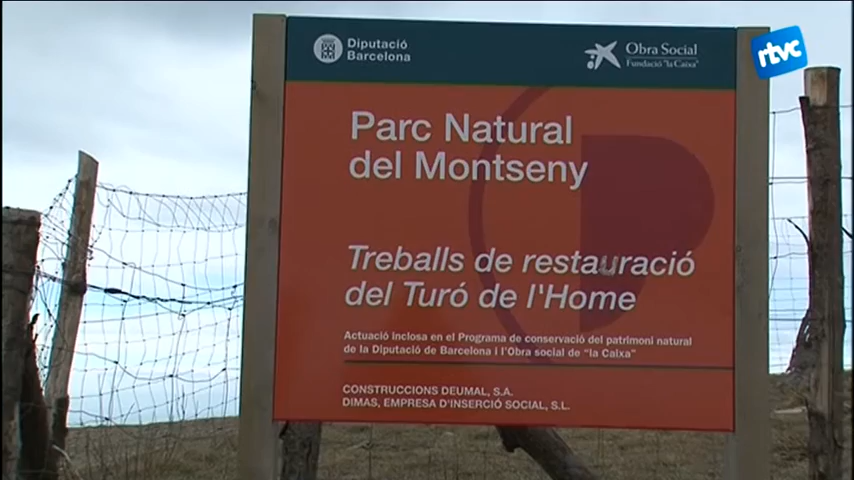 Diputació
Barcelona
Obra Social
Fundació "la Caixa"
rtvc
Parc Natural
del Montseny
Treballs de restauració
del Turó de l'Home
Actuació inclosa en el Programa de conservació del patrimoni natural
de la Diputació de Barcelona i l'Obra social de "la Caixa"
CONSTRUCCIONS DEUMAL, S.A.
DIMAS, EMPRESA D'INSERCIÓ SOCIAL, S.L.